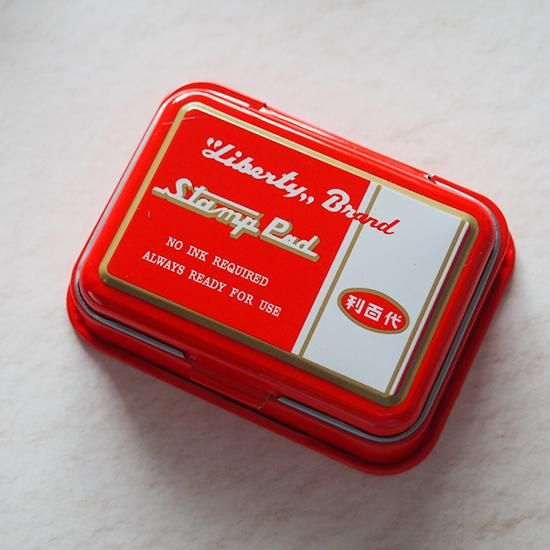 "Liberty„ Brand
Stamp Pad
NO INK REQUIRED
ALWAYS READY FOR USE
利百代